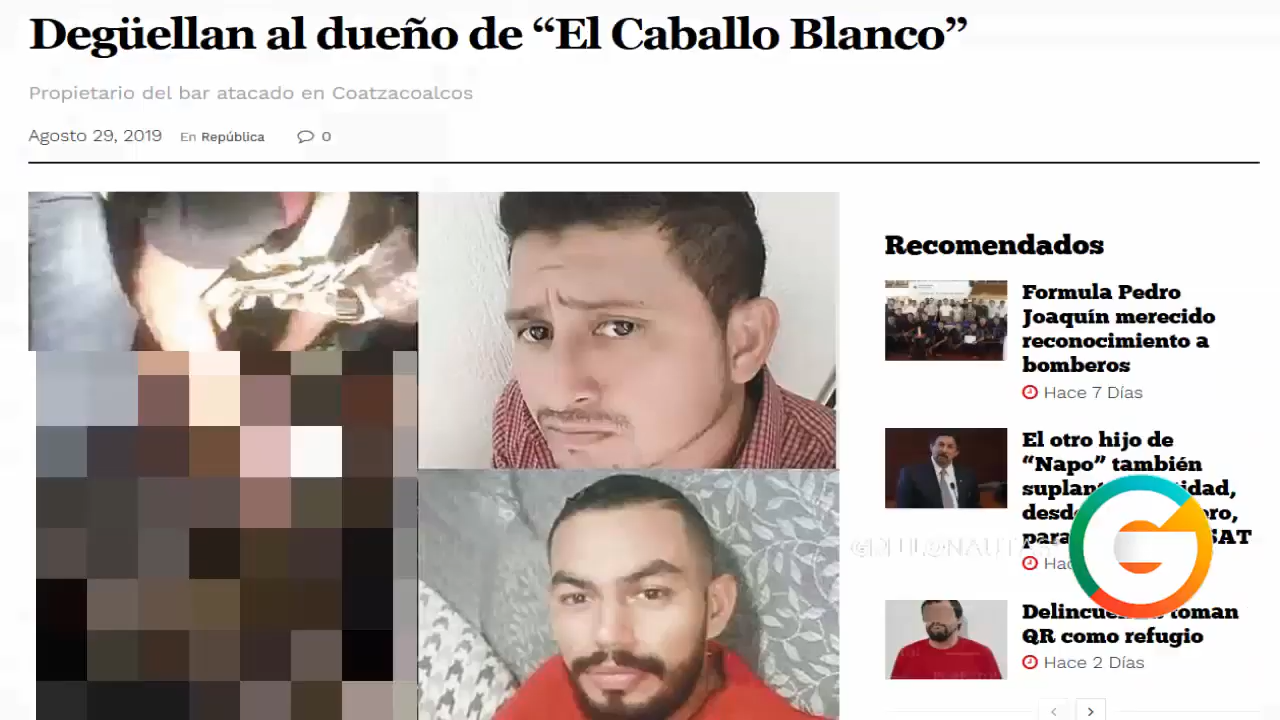 Degüellan al dueño de “El Caballo Blanco”
Propietario del bar atacado en Coatzacoalcos
Agosto 29, 2019 En República 0
Recomendados
Formula Pedro
Joaquín merecido
reconocimiento a
bomberos
Hace 7 Días
El otro hijo de
“Napo” también
SAT
Delincuen toman
QR como refugio
Hace 2 Días